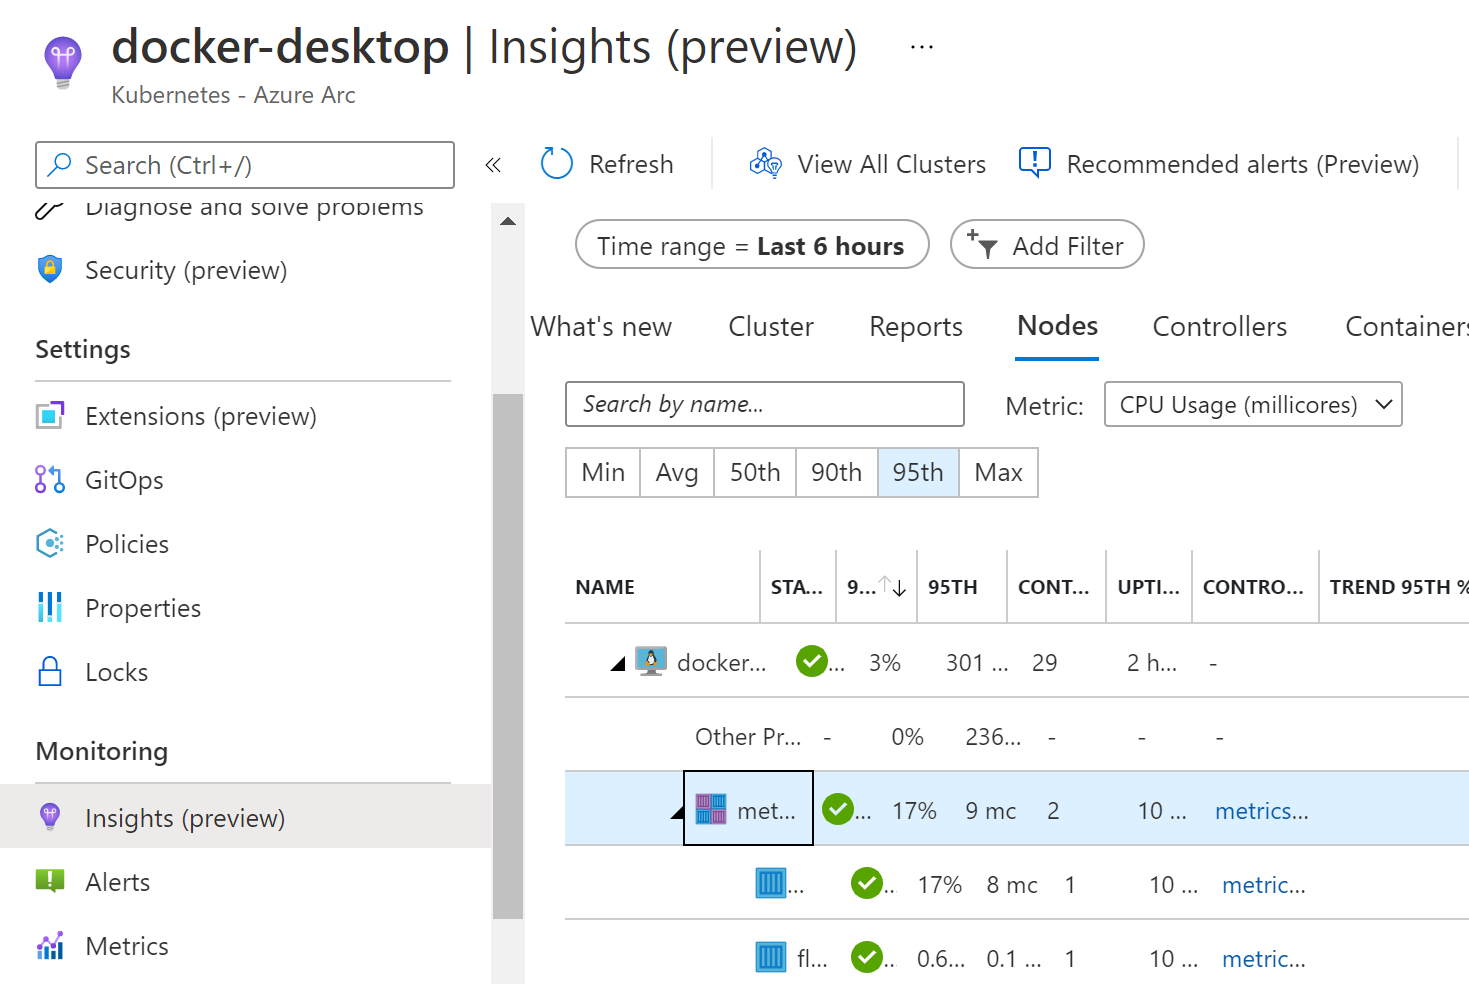 docker-desktop | Insights (preview) ...
Kubernetes - Azure Arc
Search (Ctrl+/)
«
Refresh
View All Clusters
Recommended alerts (Preview)
Diagnose and solve problems
Security (preview)
Settings
Extensions (preview)
GitOps
Policies
Properties
Locks
Monitoring
Insights (preview)
Alerts
Metrics
Time range = Last 6 hours
Add Filter
What's new Cluster Reports Nodes Controllers Containers
Search by name...
Metric: CPU Usage (millicores)
Min Avg 50th 90th 95th Max
NAME STA... 9...↑↓ 95TH CONT... UPTI... CONTRO... TREND 95TH %
docker... ... 3% 301 ... 29 2 h... -
Other Pr... - 0% 236... - - -
met... ... 17% 9 mc 2 10 ... metrics...
... .. 17% 8 mc 1 10 ... metric...
fl... .. 0.6... 0.1 ... 1 10 ... metric...